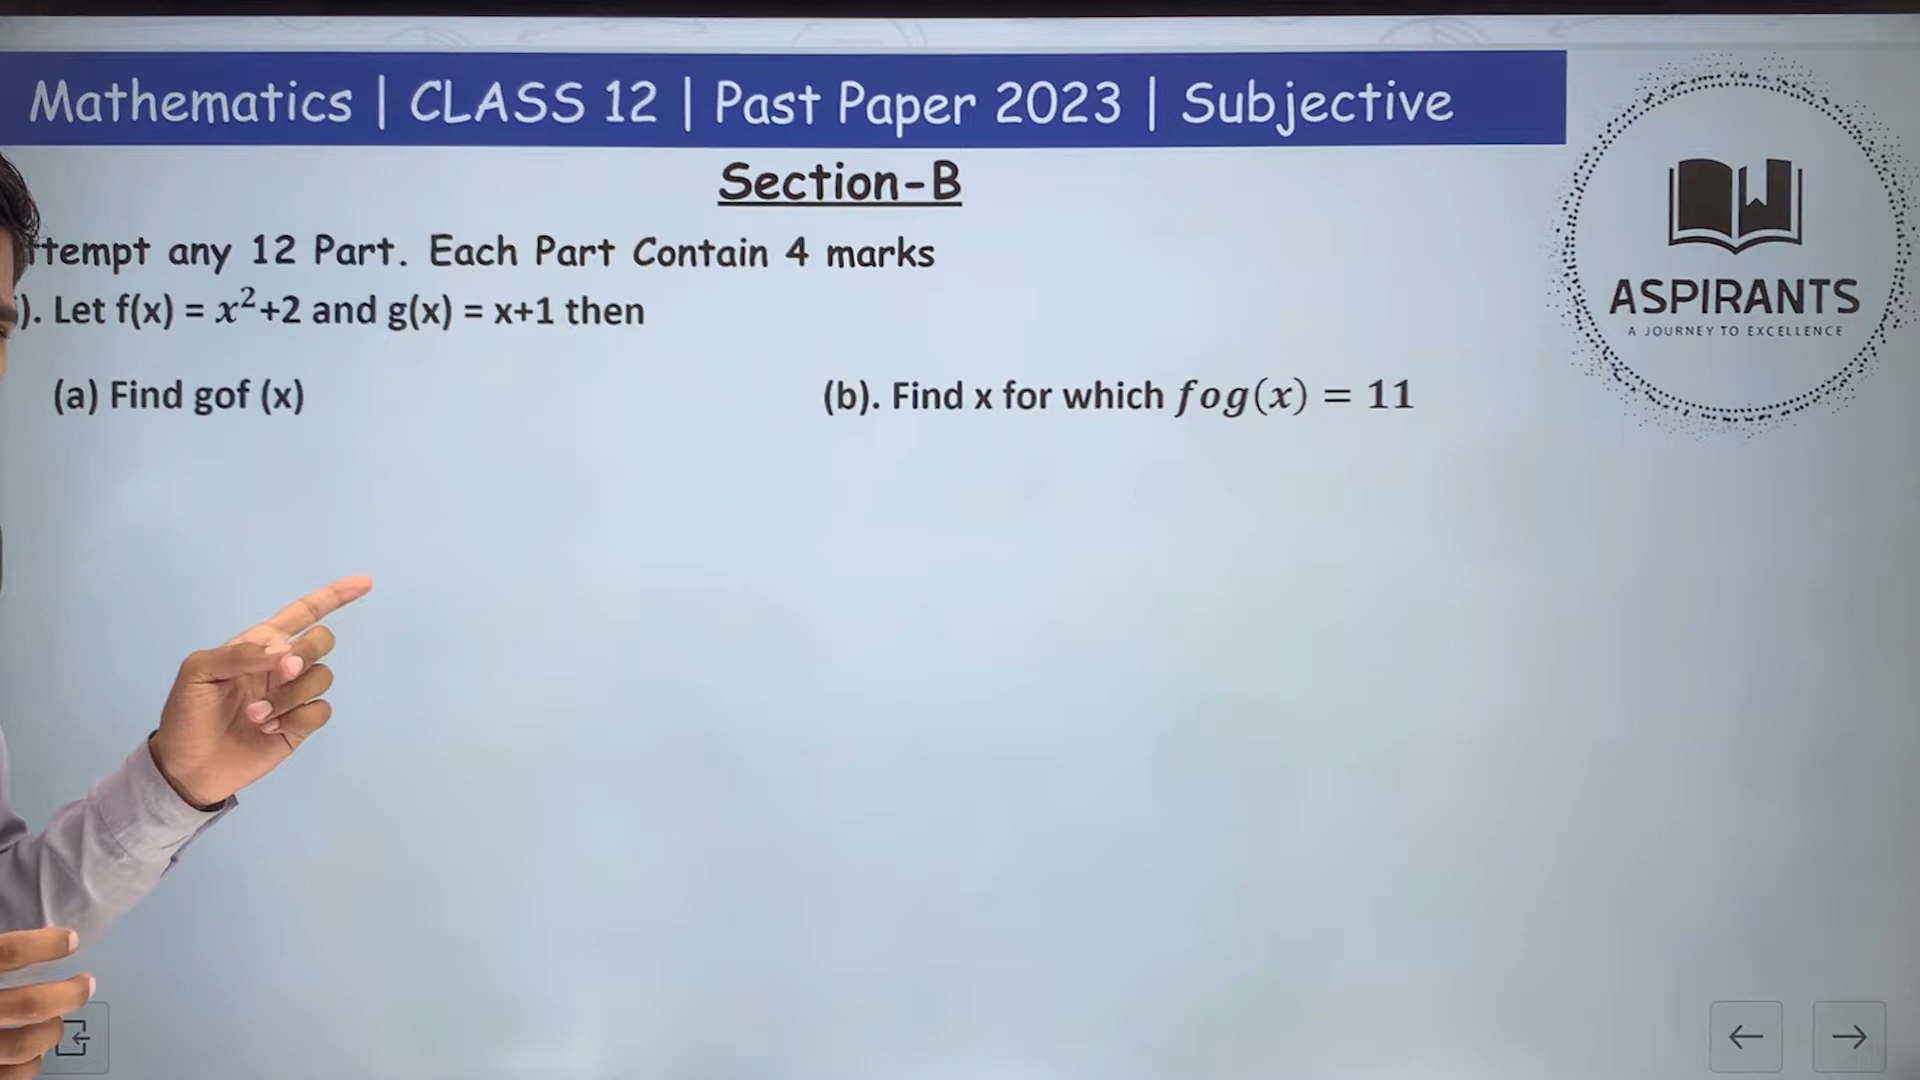 Mathematics | CLASS 12 | Past Paper 2023 | Subjective
Section-B
ttempt any 12 Part. Each Part Contain 4 marks
). Let f(x) = x²+2 and g(x) = x+1 then
(a) Find gof (x)
(b). Find x for which fog(x) = 11
ASPIRANTS
A JOURNEY TO EXCELLENCE